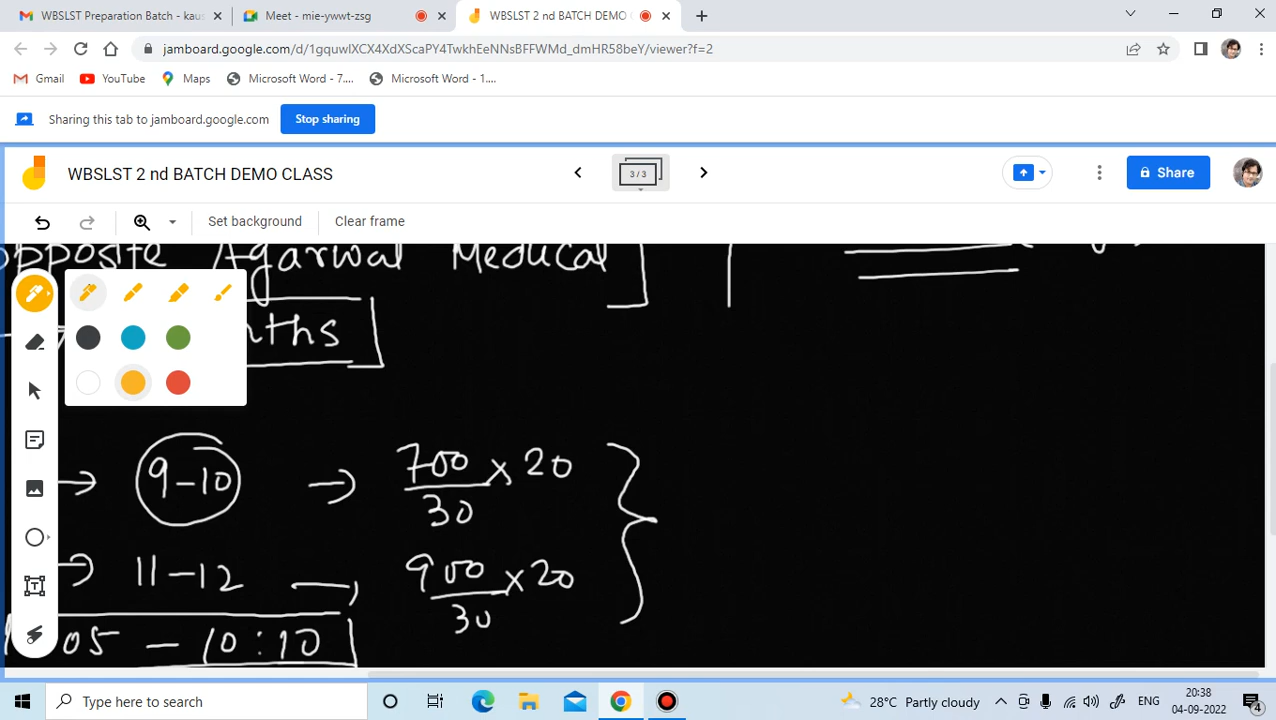 WBSLST Preparation Batch - kaus
Meet - mie-ywwt-zsg
WBSLST 2 nd BATCH DEMO
jamboard.google.com/d/1gquwlXCX4XdXScaPY4TwkhEeNNsBFFWMd_dmHR58beY/viewer?f=2
Gmail
YouTube
Maps
Microsoft Word - 7....
Microsoft Word - 1....
Sharing this tab to jamboard.google.com
Stop sharing
WBSLST 2 nd BATCH DEMO CLASS
3 / 3
Share
Set background
Clear frame
opposite Agarwal Medical
nths
→ 9-10 → 700/30 × 20
→ 11-12 → 900/30 × 20
05 - 10:10
Type here to search
28°C Partly cloudy
ENG
20:38
04-09-2022
4